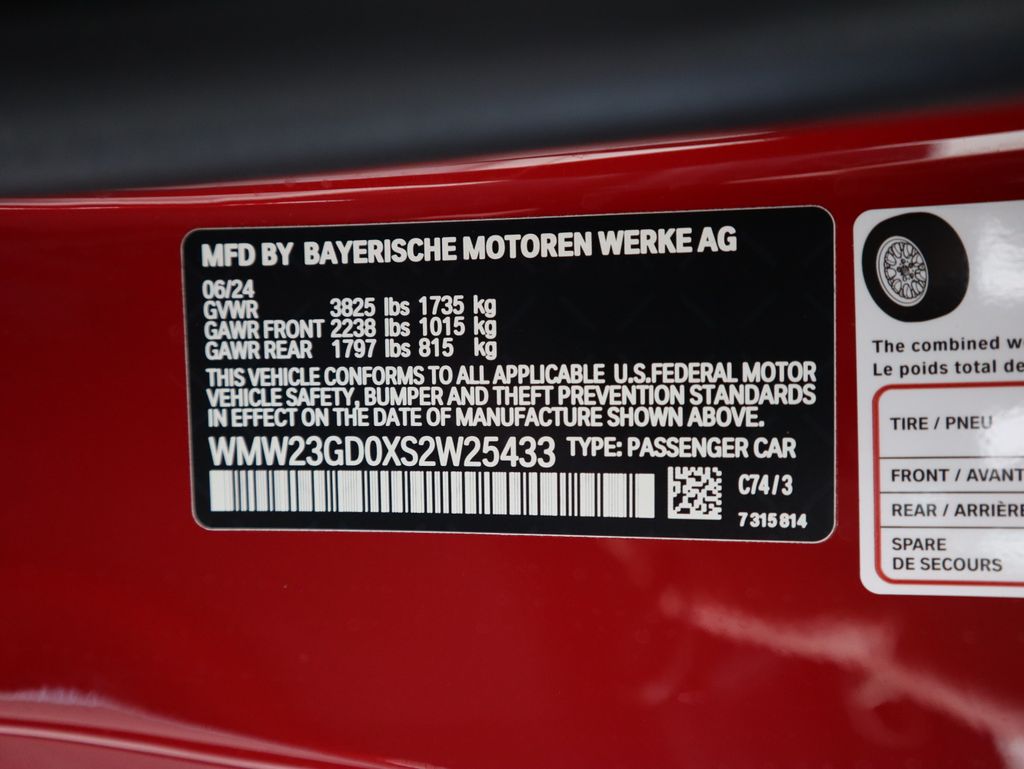 MFD BY BAYERISCHE MOTOREN WERKE AG
06/24
GVWR 3825 lbs 1735 kg
GAWR FRONT 2238 lbs 1015 kg
GAWR REAR 1797 lbs 815 kg
THIS VEHICLE CONFORMS TO ALL APPLICABLE U.S.FEDERAL MOTOR
VEHICLE SAFETY, BUMPER AND THEFT PREVENTION STANDARDS
IN EFFECT ON THE DATE OF MANUFACTURE SHOWN ABOVE.
WMW23GD0XS2W25433 TYPE: PASSENGER CAR
C74/3
7315814
The combined
Le poids total de
TIRE / PNEU
FRONT / AVANT
REAR / ARRIÈRE
SPARE
DE SECOURS